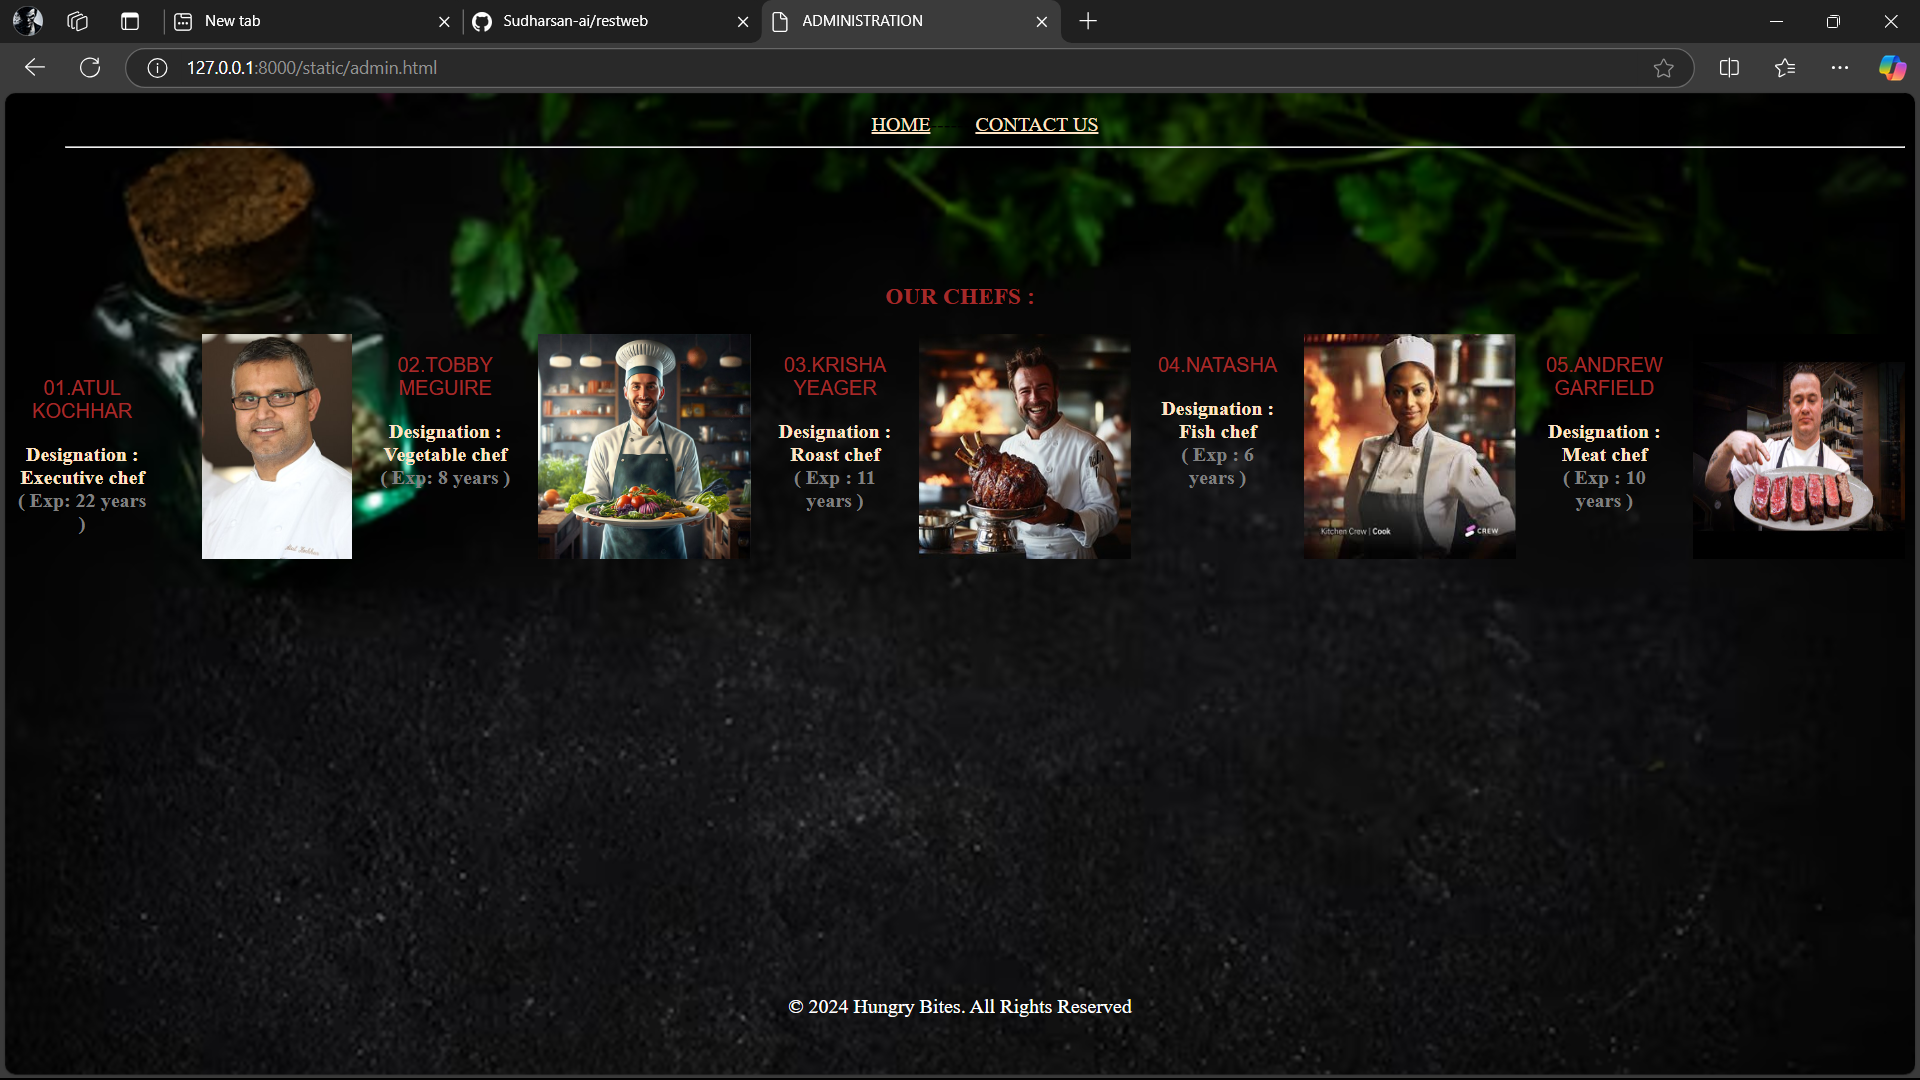 New tab
Sudharsan-ai/restweb
ADMINISTRATION
127.0.0.1:8000/static/admin.html
HOME
CONTACT US
OUR CHEFS :
01.ATUL
KOCHHAR
Designation :
Executive chef
( Exp: 22 years
)
02.TOBBY
MEGUIRE
Designation :
Vegetable chef
( Exp: 8 years )
03.KRISHA
YEAGER
Designation :
Roast chef
( Exp : 11
years )
04.NATASHA
Designation :
Fish chef
( Exp : 6
years )
Kitchen Crew | Cook
CREW
05.ANDREW
GARFIELD
Designation :
Meat chef
( Exp : 10
years )
© 2024 Hungry Bites. All Rights Reserved